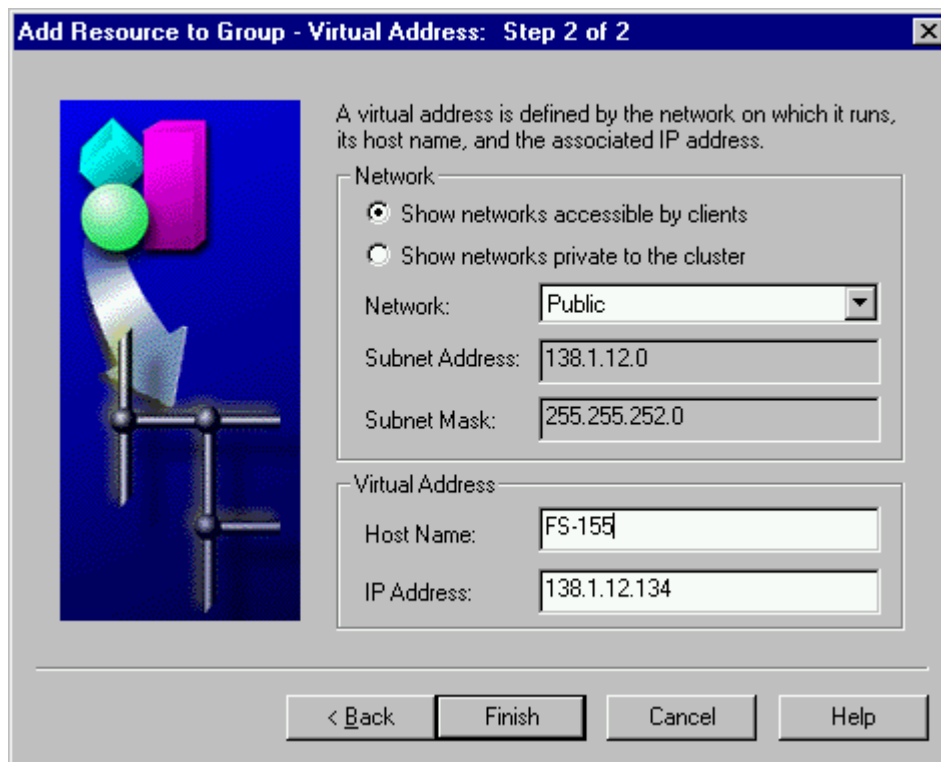 Add Resource to Group - Virtual Address: Step 2 of 2
A virtual address is defined by the network on which it runs,
its host name, and the associated IP address.
Network
Show networks accessible by clients
Show networks private to the cluster
Network: Public
Subnet Address: 138.1.12.0
Subnet Mask: 255.255.252.0
Virtual Address
Host Name: FS-155
IP Address: 138.1.12.134
< Back Finish Cancel Help